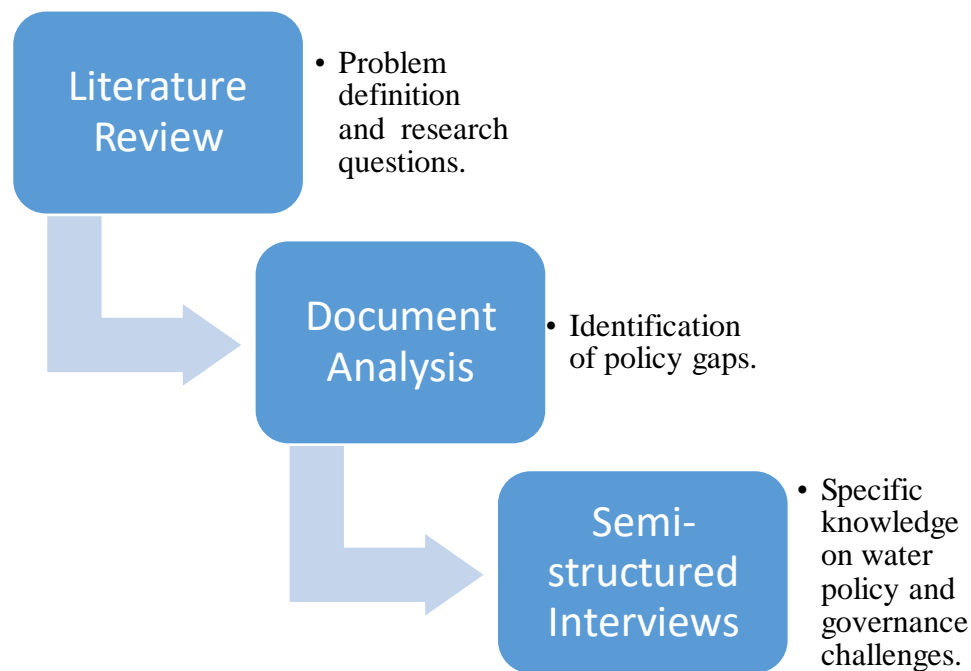 Literature
Review
• Problem
definition
and research
questions.
Document
Analysis
• Identification
of policy gaps.
Semi-
structured
Interviews
• Specific
knowledge
on water
policy and
governance
challenges.